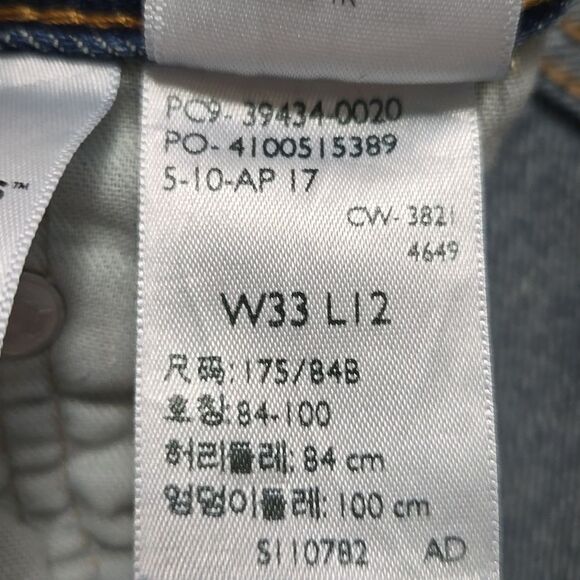 PC9- 39434-0020
PO- 4100515389
5-10-AP 17
CW- 3821
4649
W33 L12
尺码: 175/84B
호칭: 84-100
허리둘레: 84 cm
엉덩이둘레: 100 cm
S110782 AD